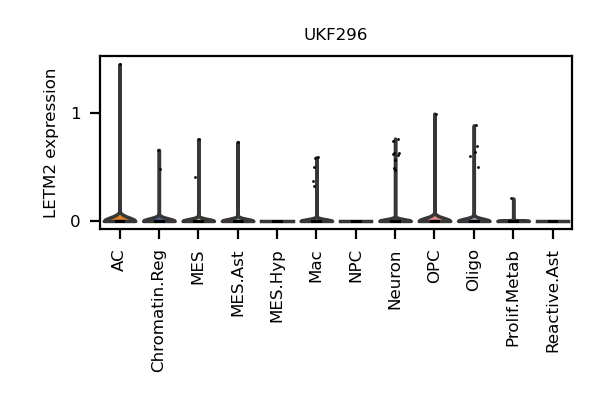 UKF296
LETM2 expression
1
0
AC
Chromatin.Reg
MES
MES.Ast
MES.Hyp
Mac
NPC
Neuron
OPC
Oligo
Prolif.Metab
Reactive.Ast